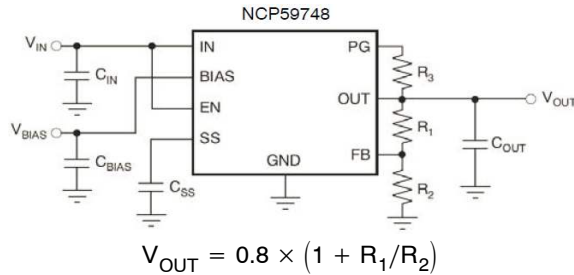 NCP59748
V_IN
IN
PG
C_IN
BIAS
R_3
EN
OUT
V_OUT
V_BIAS
SS
R_1
C_OUT
C_BIAS
GND
FB
C_SS
R_2
V_OUT = 0.8 × (1 + R_1/R_2)